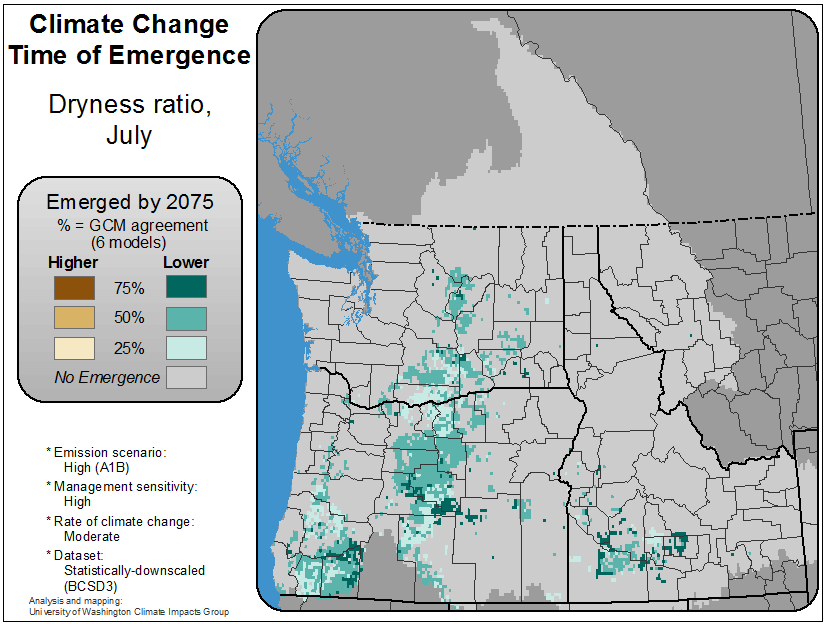 Climate Change
Time of Emergence
Dryness ratio,
July
Emerged by 2075
% = GCM agreement
(6 models)
Higher Lower
75%
50%
25%
No Emergence
* Emission scenario:
High (A1B)
* Management sensitivity:
High
* Rate of climate change:
Moderate
* Dataset:
Statistically-downscaled
(BCSD3)
Analysis and mapping:
University of Washington Climate Impacts Group